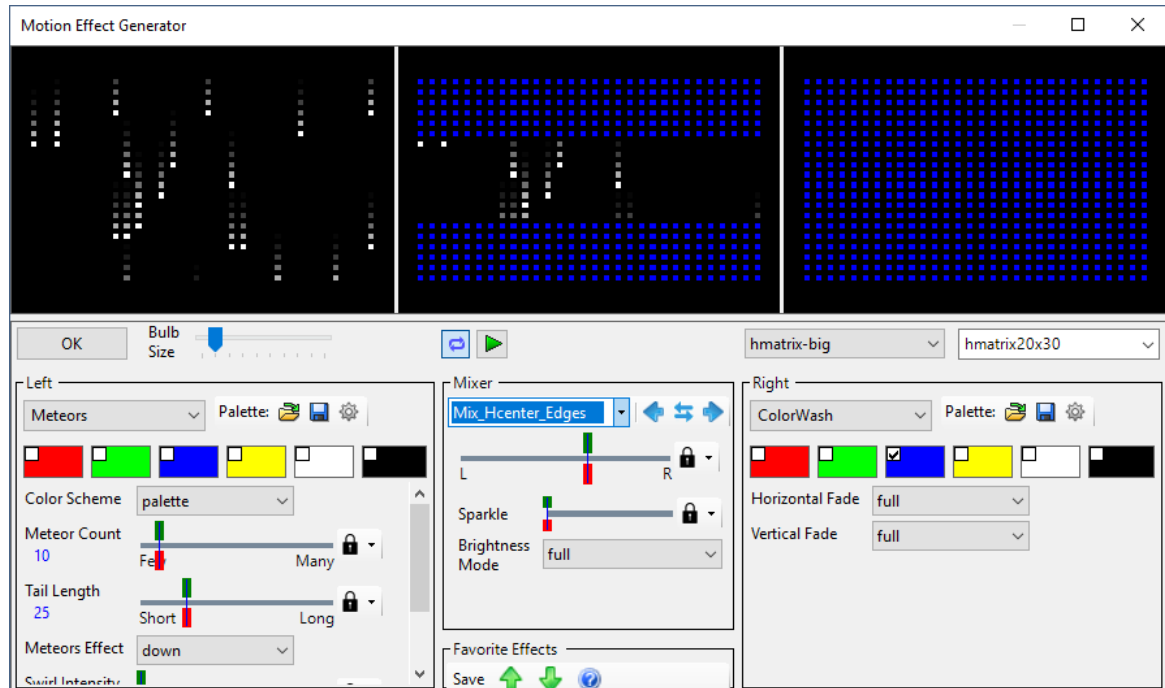 Motion Effect Generator
OK
Bulb
Size
hmatrix-big
hmatrix20x30
Left
Meteors
Palette:
Color Scheme
palette
Meteor Count
10
Few
Many
Tail Length
25
Short
Long
Meteors Effect
down
Swirl Intensity
Mixer
Mix_Hcenter_Edges
L
R
Sparkle
Brightness
Mode
full
Favorite Effects
Save
Right
ColorWash
Palette:
Horizontal Fade
full
Vertical Fade
full